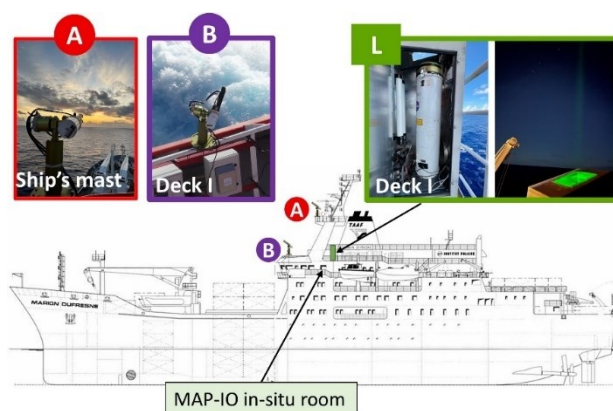 A
B
L
Ship's mast
Deck I
Deck I
A
TAAF
B
INSTITUT POLAIRE
MARION DUFRESNE
MAP-IO in-situ room